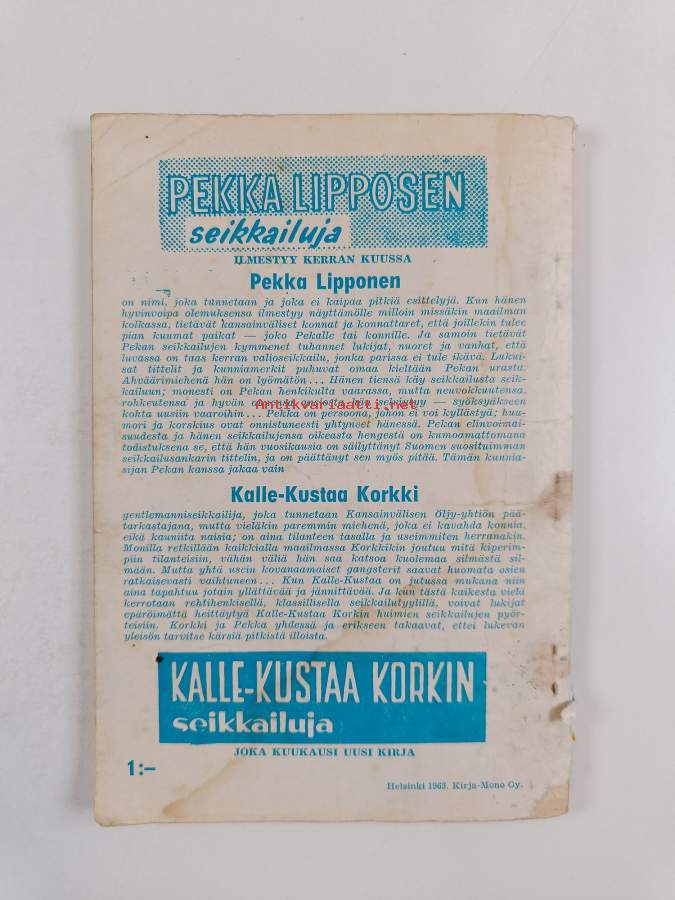 PEKKA LIPPOSEN
seikkailuja
ILMESTYY KERRAN KUUSSA
Pekka Lipponen
on nimi, joka tunnetaan ja joka ei kaipaa pitkiä esittelyjä. Kun hänen
hyvinvoipa olemuksensa ilmestyy näyttämölle milloin missäkin maailman
kolkassa, tietävät kansainväliset konnat ja konnattaret, että joillekin tulee
pian kuumat paikat — joko Pekalle tai konnille. Ja samoin tietävät
Pekan seikkailujen kymmenet tuhannet lukijat, nuoret ja vanhat, että
luvassa on taas kerran valioseikkailu, jonka parissa ei tule ikävä. Lukui-
sat tittelit ja kunniamerkit puhuvat omaa kieltään Pekan urasta:
Ahväärimiehenä hän on lyömätön... Hänen tiensä käy seikkailusta seik-
kailuun; monesti on Pekan henkikulta vaarassa, mutta neuvokkuutensa,
rohkeutensa ja hyvän onnensa ansiosta hän selviytyy — syöksyäkseen
kohta uusiin vaaroihin... Pekka on persoona, johon ei voi kyllästyä; huu-
mori ja korskius ovat onnistuneesti yhtyneet hänessä. Pekan elinvoimai-
suudesta ja hänen seikkailujensa oikeasta hengestä on kumoamattomana
todistuksena se, että hän vuosikausia on säilyttänyt Suomen suosituimman
seikkailusankarin tittelin, ja on päättänyt sen myös pitää. Tämän kunnia-
sijan Pekan kanssa jakaa vain
Antikvariaatti.net
Kalle-Kustaa Korkki
gentlemanniseikkailija, joka tunnetaan Kansainvälisen Öljy-yhtiön pää-
tarkastajana, mutta vieläkin paremmin miehenä, joka ei kavahda konnia,
eikä kauniita naisia; on aina tilanteen tasalla ja useimmiten herranakin.
Monilla retkillään kaikkialla maailmassa Korkkikin joutuu mitä kiperim-
piin tilanteisiin, vähän väliä hän saa katsoa kuolemaa silmästä sil-
mään. Mutta yhtä usein kovanaamaiset gangsterit saavat huomata osien
ratkaisevasti vaihtuneen... Kun Kalle-Kustaa on jutussa mukana niin
aina tapahtuu jotain yllättävää ja jännittävää. Ja kun tästä kaikesta vielä
kerrotaan rehtihenkisellä, klassillisella seikkailutyylillä, voivat lukijat
epäröimättä heittäytyä Kalle-Kustaa Korkin huimien seikkailujen pyör-
teisiin. Korkki ja Pekka yhdessä ja erikseen takaavat, ettei lukevan
yleisön tarvitse kärsiä pitkistä illoista.
KALLE-KUSTAA KORKIN
seikkailuja
JOKA KUUKAUSI UUSI KIRJA
1:–
Helsinki 1963. Kirja-Mono Oy.